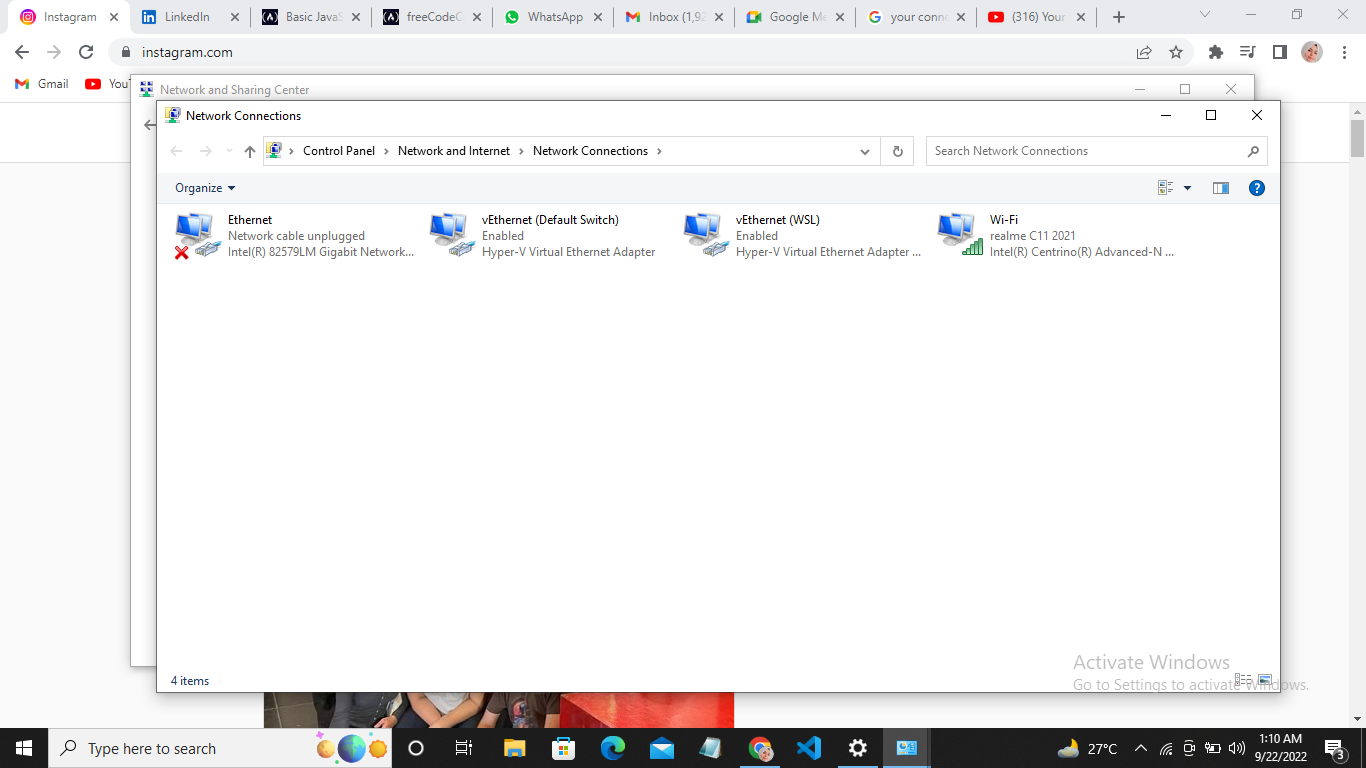 Instagram
LinkedIn
Basic JavaS
freeCodeC
WhatsApp
Inbox (1,92
Google Me
your conne
(316) Your
instagram.com
Gmail
YouT
Network and Sharing Center
Network Connections
Control Panel > Network and Internet > Network Connections >
Search Network Connections
Organize
Ethernet
Network cable unplugged
Intel(R) 82579LM Gigabit Network...
vEthernet (Default Switch)
Enabled
Hyper-V Virtual Ethernet Adapter
vEthernet (WSL)
Enabled
Hyper-V Virtual Ethernet Adapter ...
Wi-Fi
realme C11 2021
Intel(R) Centrino(R) Advanced-N ...
Activate Windows
Go to Settings to activate Windows.
4 items
Type here to search
27°C
1:10 AM
9/22/2022
3